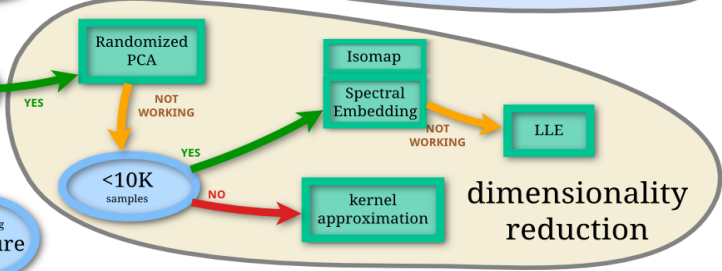 Randomized
PCA
YES
NOT
WORKING
<10K
samples
YES
NO
Isomap
Spectral
Embedding
NOT
WORKING
LLE
kernel
approximation
dimensionality
reduction